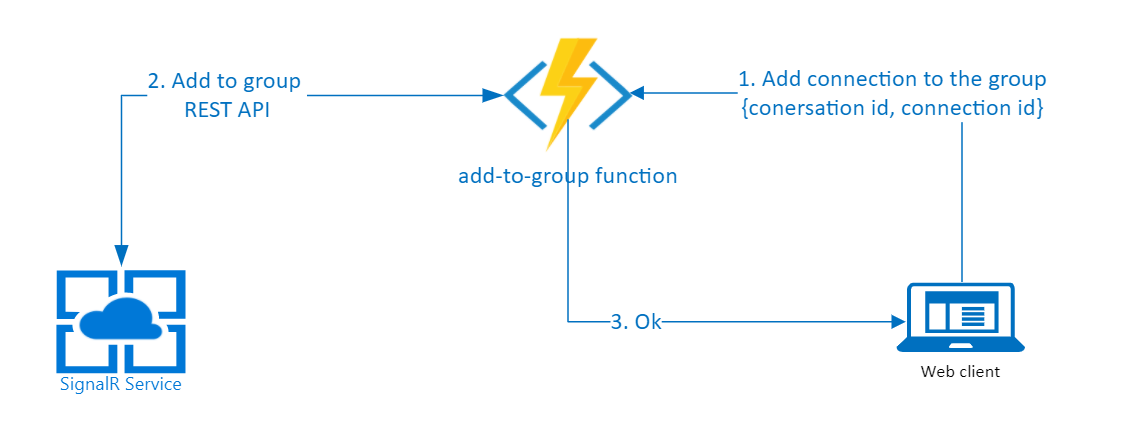 2. Add to group
REST API
1. Add connection to the group
{conersation id, connection id}
add-to-group function
3. Ok
SignalR Service
Web client